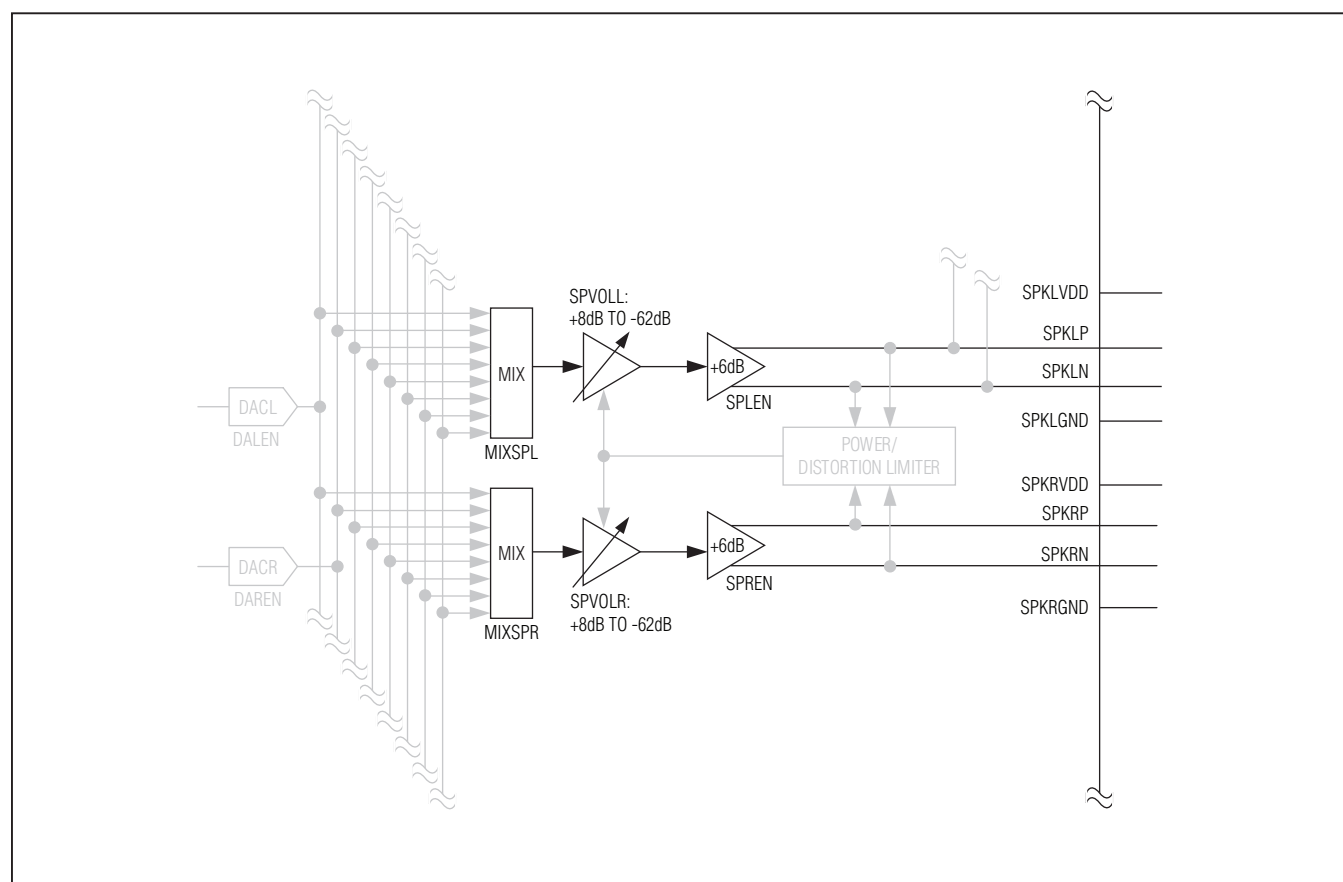 SPVOLL:
+8dB TO -62dB
SPKLVDD
SPKLP
MIX
+6dB
SPKLN
SPLEN
DACL
DALEN
SPKLGND
POWER/
DISTORTION LIMITER
MIXSPL
SPKRVDD
SPKRP
MIX
+6dB
SPKRN
DACR
DAREN
SPREN
SPVOLR:
+8dB TO -62dB
SPKRGND
MIXSPR